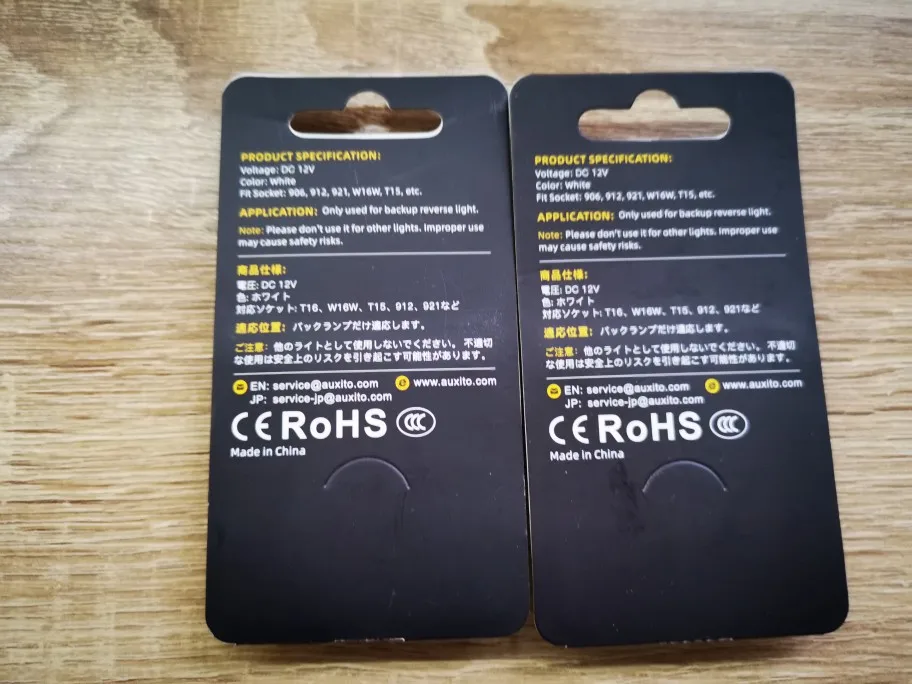 PRODUCT SPECIFICATION:
Voltage: DC 12V
Color: White
Fit Socket: 906, 912, 921, W16W, T15, etc.
APPLICATION: Only used for backup reverse light.
Note: Please don't use it for other lights. Improper use
may cause safety risks.
商品仕様:
電圧: DC 12V
色: ホワイト
対応ソケット: T16、W16W、T15、912、921など
適応位置: バックランプだけ適応します。
ご注意: 他のライトとして使用しないでください。不適切
な使用は安全上のリスクを引き起こす可能性があります。
EN: service@auxito.com www.auxito.com
JP: service-jp@auxito.com
CE RoHS CCC
Made in China
PRODUCT SPECIFICATION:
Voltage: DC 12V
Color: White
Fit Socket: 906, 912, 921, W16W, T15, etc.
APPLICATION: Only used for backup reverse light.
Note: Please don't use it for other lights. Improper use
may cause safety risks.
商品仕様:
電圧: DC 12V
色: ホワイト
対応ソケット: T16、W16W、T15、912、921など
適応位置: バックランプだけ適応します。
ご注意: 他のライトとして使用しないでください。不適切
な使用は安全上のリスクを引き起こす可能性があります。
EN: service@auxito.com www.auxito.com
JP: service-jp@auxito.com
CE RoHS CCC
Made in China